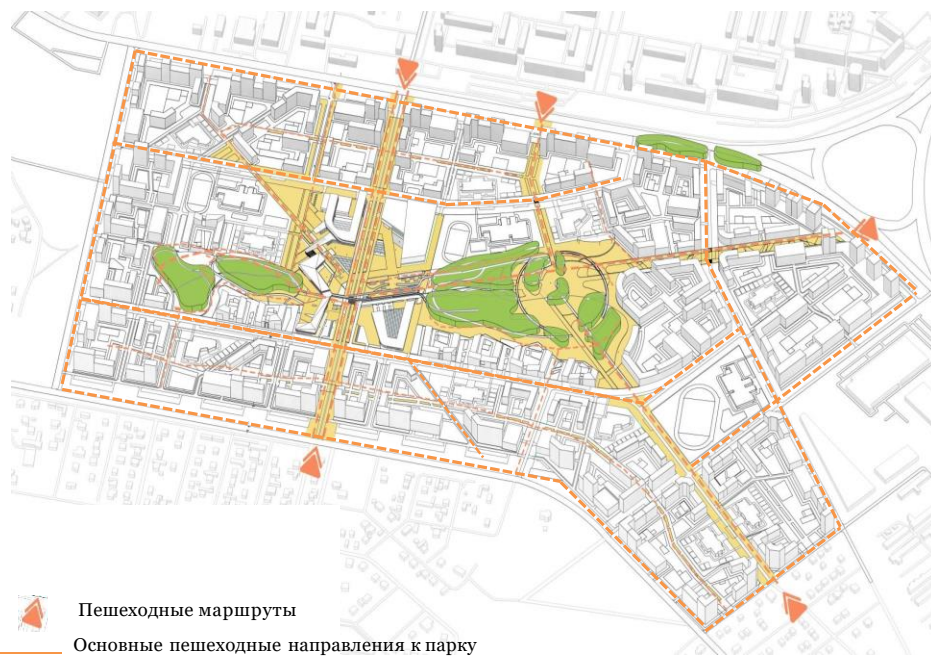 Пешеходные маршруты
Основные пешеходные направления к парку